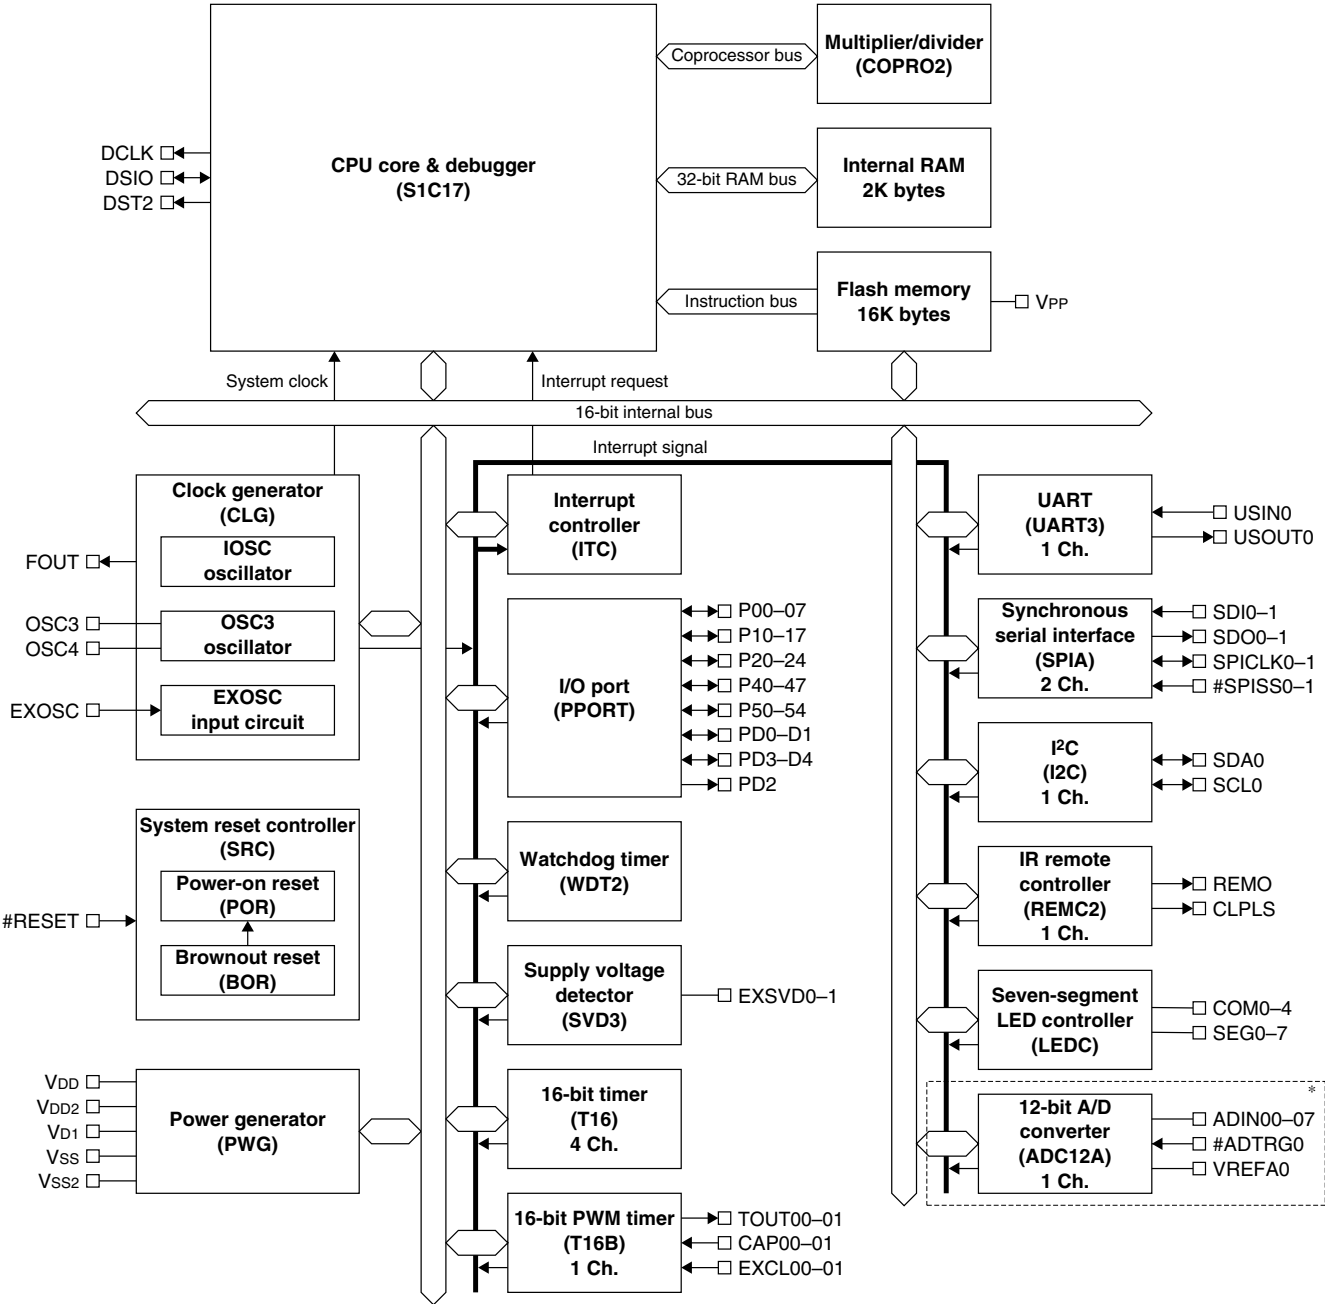 Coprocessor bus
Multiplier/divider
(COPRO2)
CPU core & debugger
(S1C17)
DCLK
DSIO
DST2
32-bit RAM bus
Internal RAM
2K bytes
Instruction bus
Flash memory
16K bytes
VPP
System clock
Interrupt request
16-bit internal bus
Interrupt signal
Clock generator
(CLG)
IOSC
oscillator
OSC3
oscillator
EXOSC
input circuit
FOUT
OSC3
OSC4
EXOSC
System reset controller
(SRC)
Power-on reset
(POR)
Brownout reset
(BOR)
#RESET
Power generator
(PWG)
VDD
VDD2
VD1
VSS
VSS2
Interrupt
controller
(ITC)
I/O port
(PPORT)
P00–07
P10–17
P20–24
P40–47
P50–54
PD0–D1
PD3–D4
PD2
Watchdog timer
(WDT2)
Supply voltage
detector
(SVD3)
EXSVD0–1
16-bit timer
(T16)
4 Ch.
16-bit PWM timer
(T16B)
1 Ch.
TOUT00–01
CAP00–01
EXCL00–01
UART
(UART3)
1 Ch.
USIN0
USOUT0
Synchronous
serial interface
(SPIA)
2 Ch.
SDI0–1
SDO0–1
SPICLK0–1
#SPISS0–1
I²C
(I2C)
1 Ch.
SDA0
SCL0
IR remote
controller
(REMC2)
1 Ch.
REMO
CLPLS
Seven-segment
LED controller
(LEDC)
COM0–4
SEG0–7
*
12-bit A/D
converter
(ADC12A)
1 Ch.
ADIN00–07
#ADTRG0
VREFA0